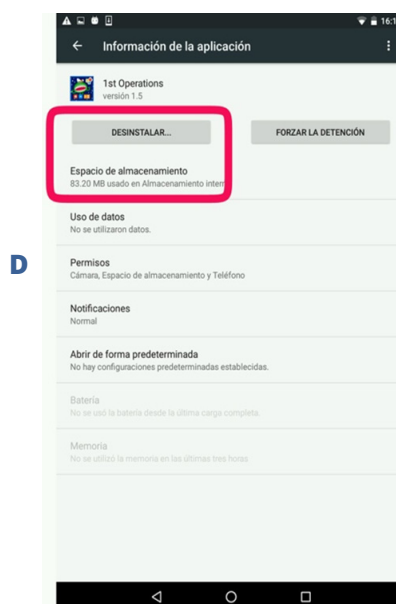 16:1
Información de la aplicación
1st Operations
versión 1.5
DESINSTALAR... FORZAR LA DETENCIÓN
Espacio de almacenamiento
83.20 MB usado en Almacenamiento intern
Uso de datos
No se utilizaron datos.
D
Permisos
Cámara, Espacio de almacenamiento y Teléfono
Notificaciones
Normal
Abrir de forma predeterminada
No hay configuraciones predeterminadas establecidas.
Batería
No se usó la batería desde la última carga completa.
Memoria
No se utilizó la memoria en las últimas tres horas.